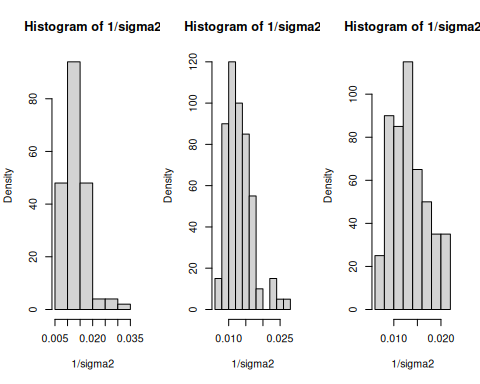 Histogram of 1/sigma2
Density
0 20 40 60 80
0.005 0.020 0.035
1/sigma2
Histogram of 1/sigma2
Density
0 20 40 60 80 100 120
0.010 0.025
1/sigma2
Histogram of 1/sigma2
Density
0 20 40 60 80 100
0.010 0.020
1/sigma2